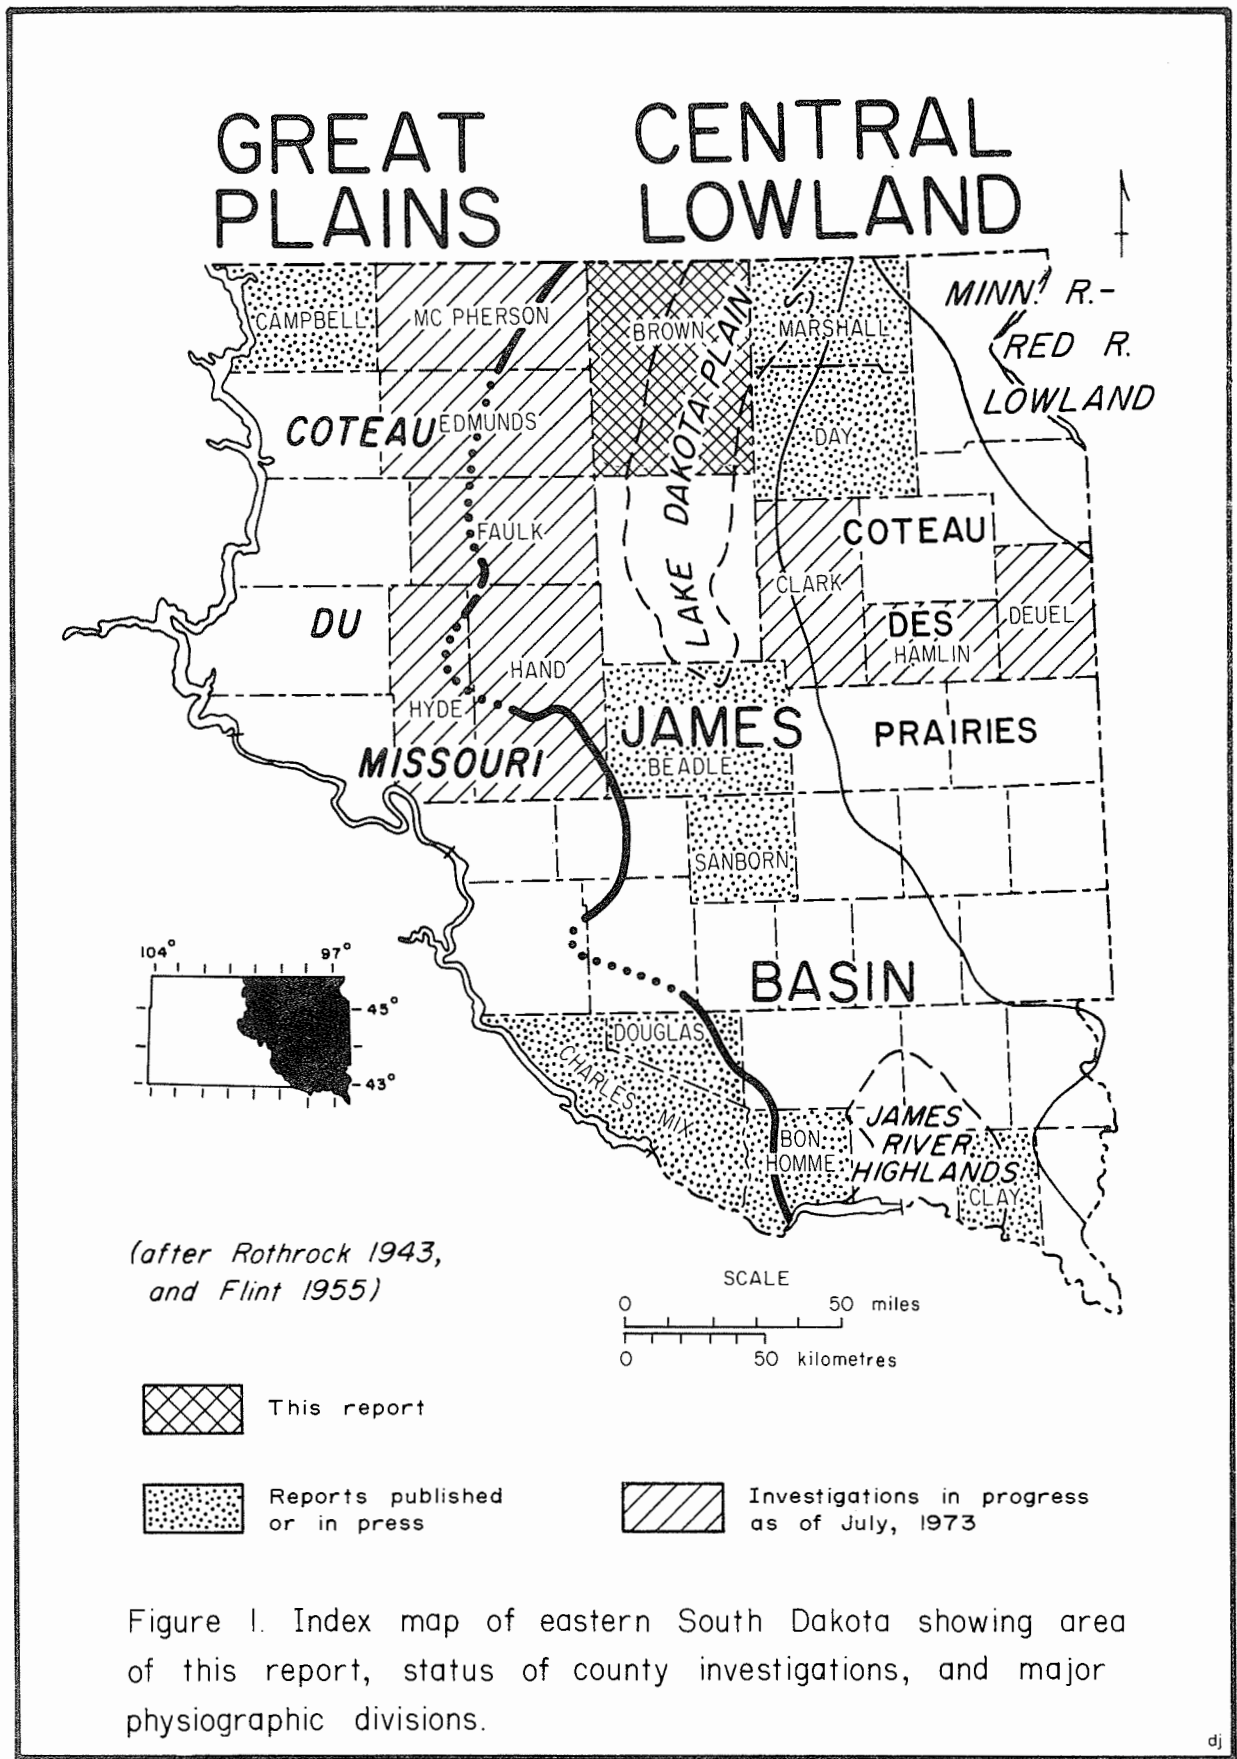 GREAT
PLAINS
CENTRAL
LOWLAND
MINN. R.-
RED R.
LOWLAND
CAMPBELL
MC PHERSON
BROWN
MARSHALL
COTEAU
EDMUNDS
DAY
LAKE DAKOTA PLAIN
FAULK
COTEAU
CLARK
DU
DES
DEUEL
HAND
HAMLIN
HYDE
JAMES
PRAIRIES
MISSOURI
BEADLE
SANBORN
104° 97°
45°
43°
BASIN
DOUGLAS
CHARLES MIX
BON
HOMME
JAMES
RIVER
HIGHLANDS
CLAY
(after Rothrock 1943,
and Flint 1955)
SCALE
0 50 miles
0 50 kilometres
This report
Reports published
or in press
Investigations in progress
as of July, 1973
Figure 1. Index map of eastern South Dakota showing area
of this report, status of county investigations, and major
physiographic divisions.
dj